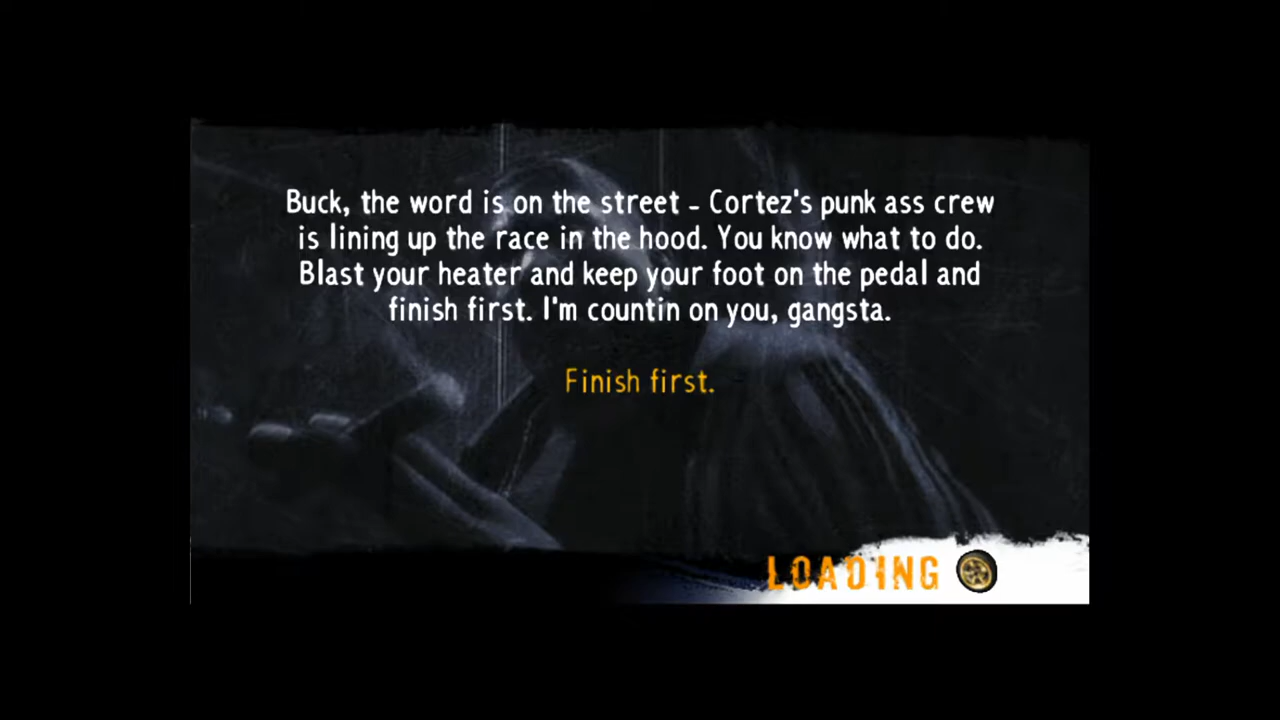 Buck, the word is on the street - Cortez's punk ass crew
is lining up the race in the hood. You know what to do.
Blast your heater and keep your foot on the pedal and
finish first. I'm countin on you, gangsta.
Finish first.
LOADING